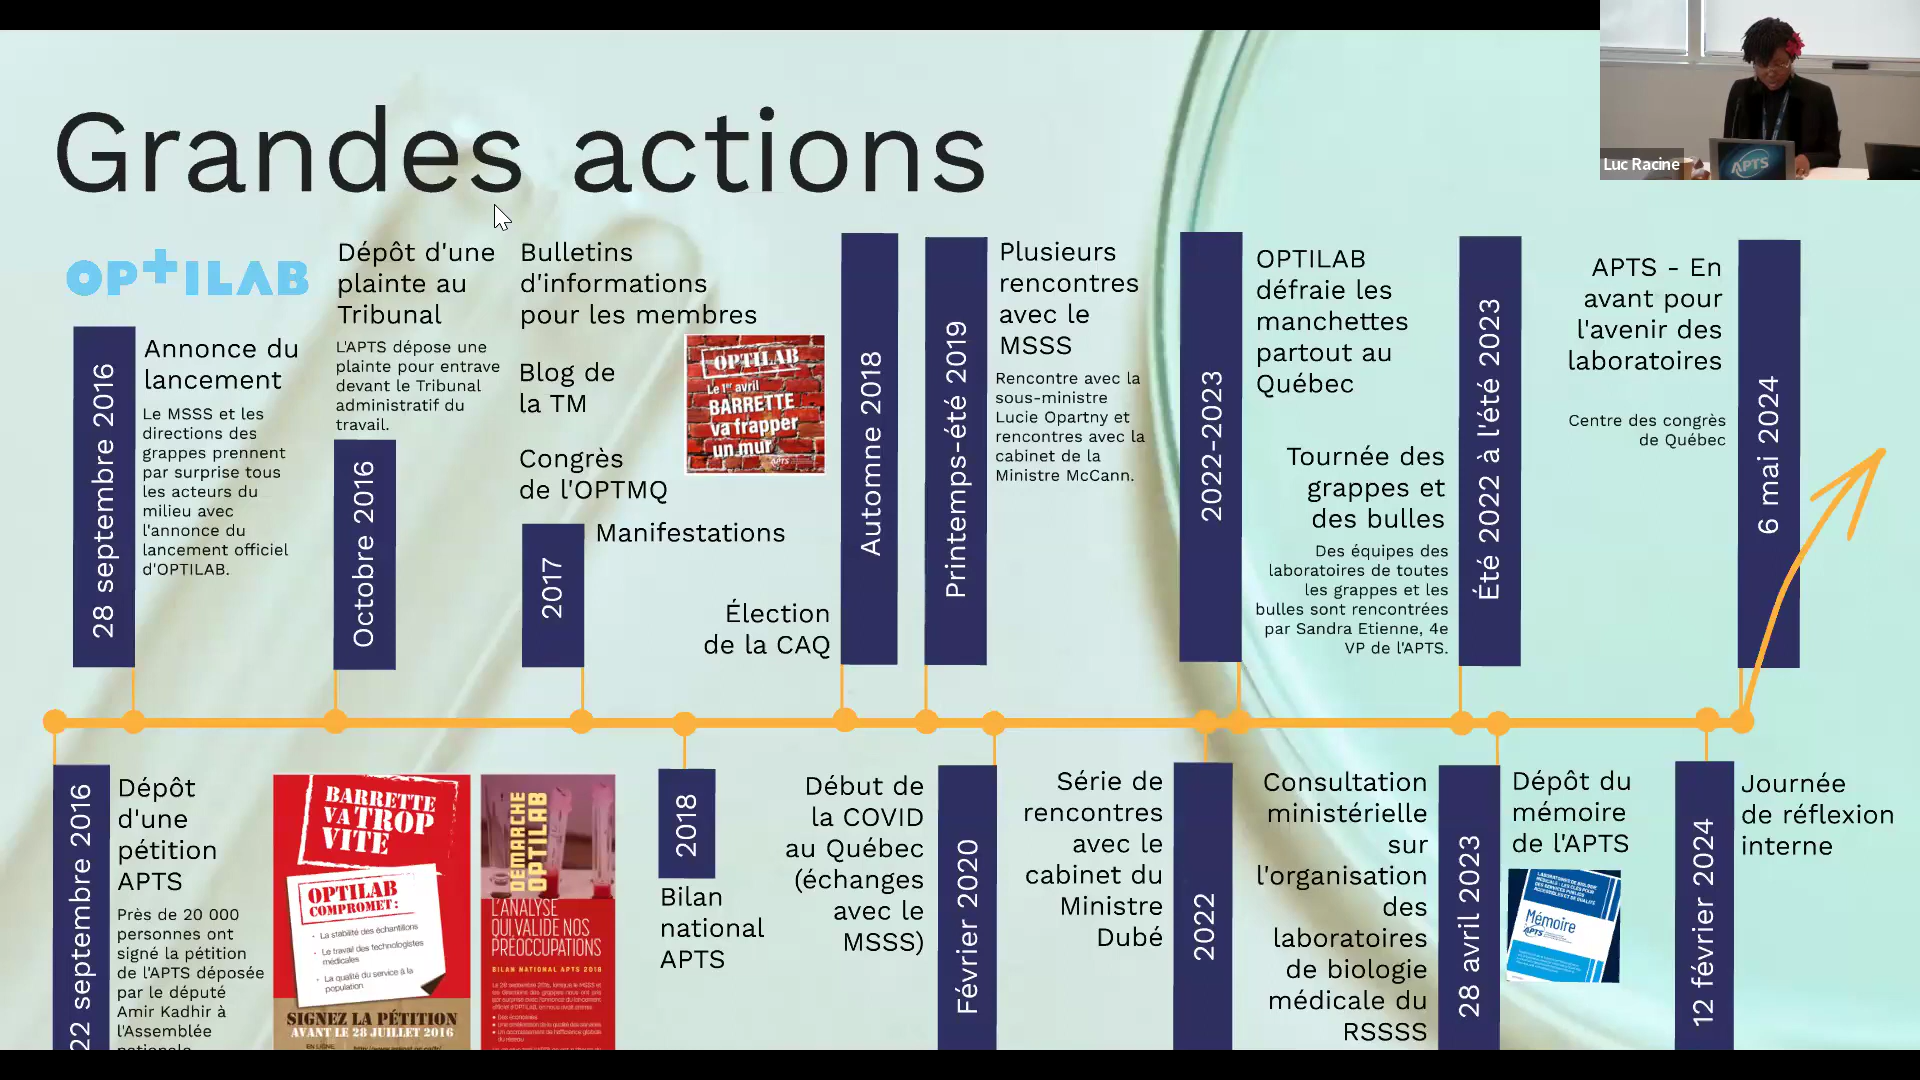 Grandes actions
Luc Racine
APTS
OPTILAB
28 septembre 2016
Annonce du
lancement
Le MSSS et les
directions des
grappes prennent
par surprise tous
les acteurs du
milieu avec
l'annonce du
lancement officiel
d'OPTILAB.
Dépôt d'une
plainte au
Tribunal
L'APTS dépose une
plainte pour entrave
devant le Tribunal
administratif du
travail.
Octobre 2016
Bulletins
d'informations
pour les membres
Blog de
la TM
Congrès
de l'OPTMQ
OPTILAB
Le 1er avril
BARRETTE
va frapper
un mur
APTS
2017
Manifestations
Élection
de la CAQ
Automne 2018
Printemps-été 2019
Plusieurs
rencontres
avec le
MSSS
Rencontre avec la
sous-ministre
Lucie Opartny et
rencontres avec la
cabinet de la
Ministre McCann.
2022-2023
OPTILAB
défraie les
manchettes
partout au
Québec
Tournée des
grappes et
des bulles
Des équipes des
laboratoires de toutes
les grappes et les
bulles sont rencontrées
par Sandra Etienne, 4e
VP de l'APTS.
Été 2022 à l'été 2023
APTS - En
avant pour
l'avenir des
laboratoires
Centre des congrès
de Québec
6 mai 2024
22 septembre 2016
Dépôt
d'une
pétition
APTS
Près de 20 000
personnes ont
signé la pétition
de l'APTS déposée
par le député
Amir Kadhir à
l'Assemblée
nationale
BARRETTE
VA TROP
VITE
OPTILAB
COMPROMET :
• La stabilité des échantillons
• Le travail des technologistes
médicales
• La qualité du service à la
population
SIGNEZ LA PÉTITION
AVANT LE 28 JUILLET 2016
EN LIGNE
DÉMARCHE
OPTILAB
L'ANALYSE
QUI VALIDE NOS
PRÉOCCUPATIONS
BILAN NATIONAL APTS 2018
2018
Bilan
national
APTS
Début de
la COVID
au Québec
(échanges
avec le
MSSS)
Février 2020
Série de
rencontres
avec le
cabinet du
Ministre
Dubé
2022
Consultation
ministérielle
sur
l'organisation
des
laboratoires
de biologie
médicale du
RSSSS
28 avril 2023
Dépôt du
mémoire
de l'APTS
Mémoire
APTS
12 février 2024
Journée
de réflexion
interne